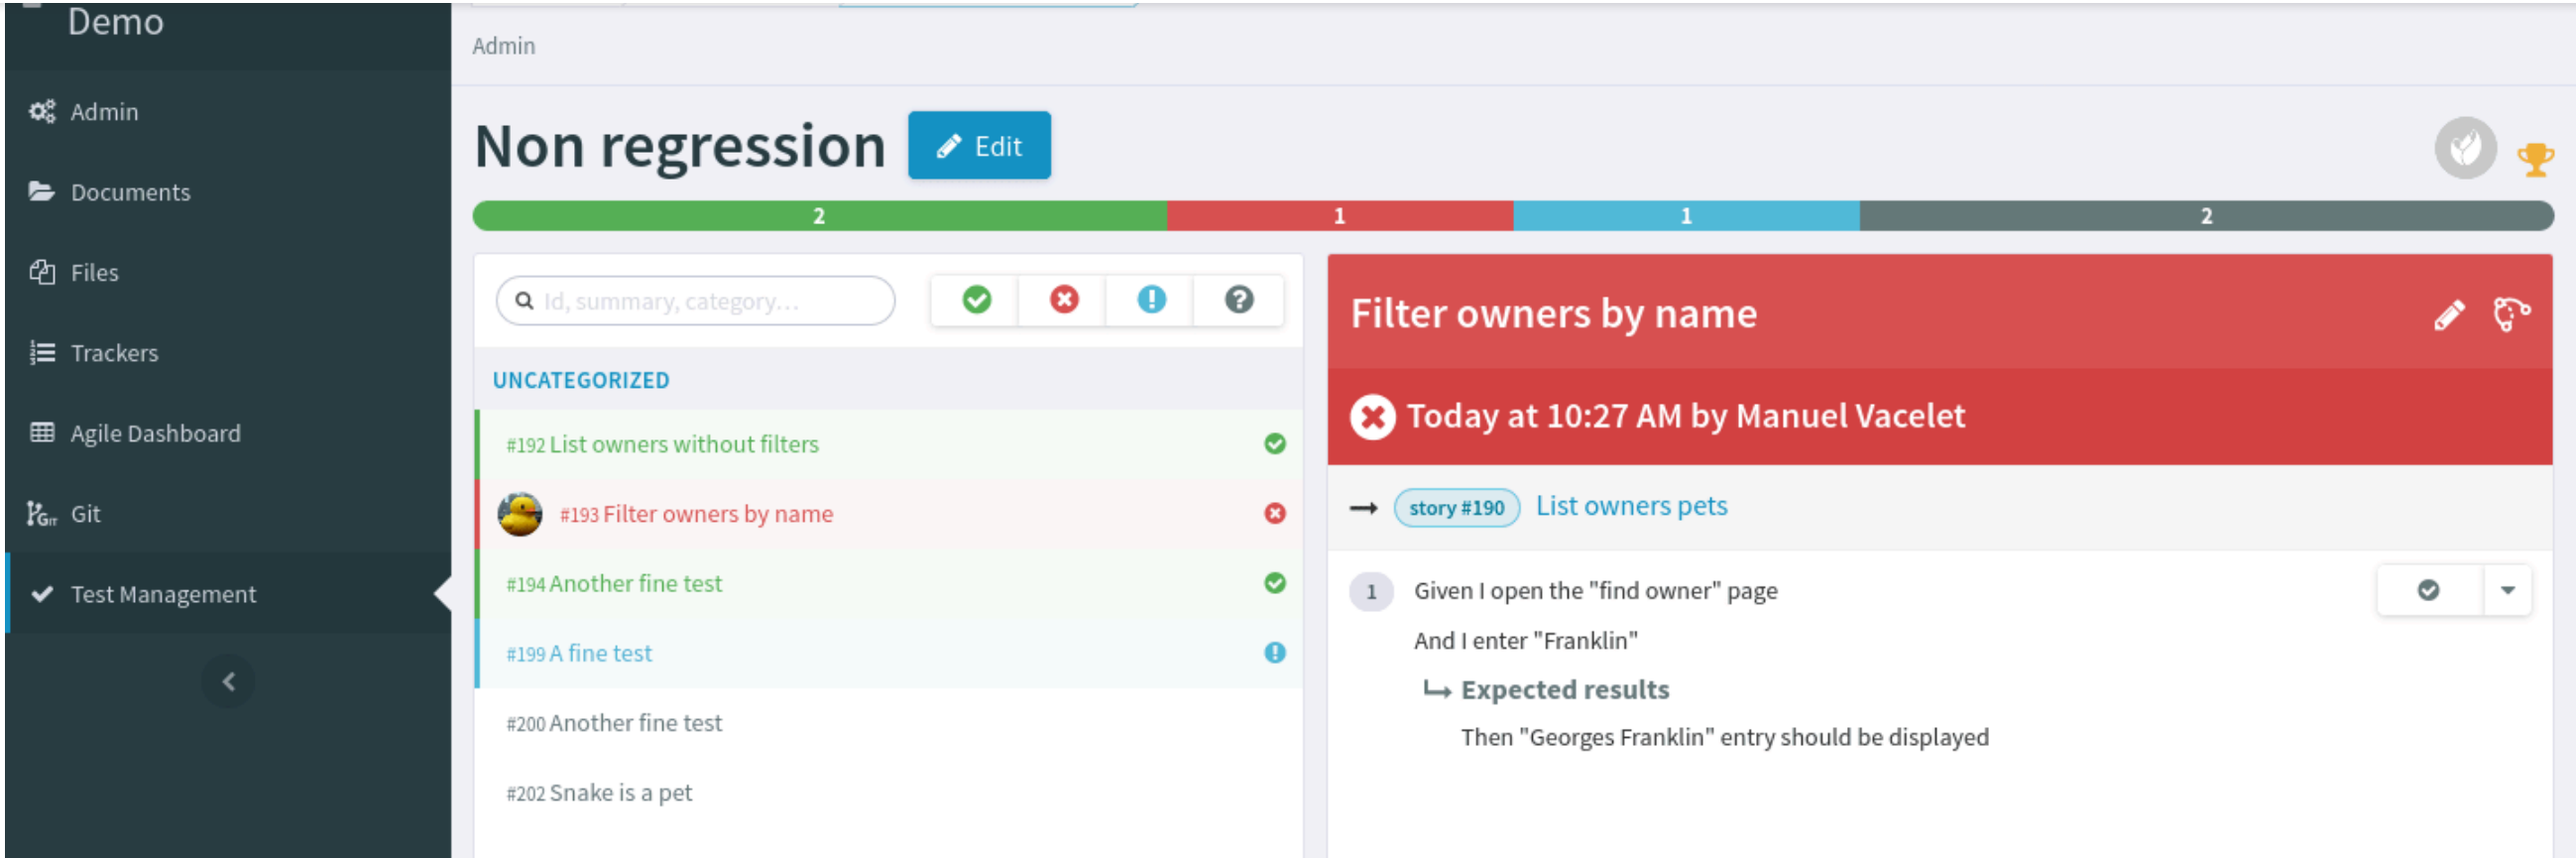 Demo
Admin
Documents
Files
Trackers
Agile Dashboard
Git
Test Management
Admin
Non regression
Edit
2 1 1 2
Id, summary, category...
UNCATEGORIZED
#192 List owners without filters
#193 Filter owners by name
#194 Another fine test
#199 A fine test
#200 Another fine test
#202 Snake is a pet
Filter owners by name
Today at 10:27 AM by Manuel Vacelet
story #190 List owners pets
1 Given I open the "find owner" page
And I enter "Franklin"
Expected results
Then "Georges Franklin" entry should be displayed